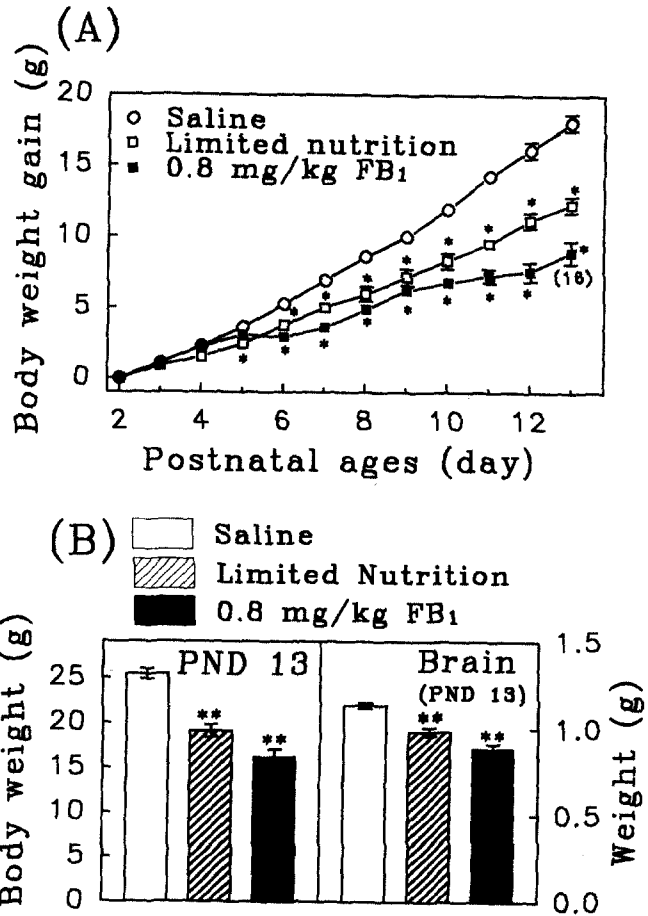 (A)
Body weight gain (g)
20
15
10
5
0
Saline
Limited nutrition
0.8 mg/kg FB1
* * * * * * * *
* * * * * * * * *
(16)
2 4 6 8 10 12
Postnatal ages (day)
(B)
Saline
Limited Nutrition
0.8 mg/kg FB1
Body weight (g)
25
20
15
10
5
0
PND 13
** **
Brain
(PND 13)
** **
1.5
1.0
0.5
0.0
Weight (g)